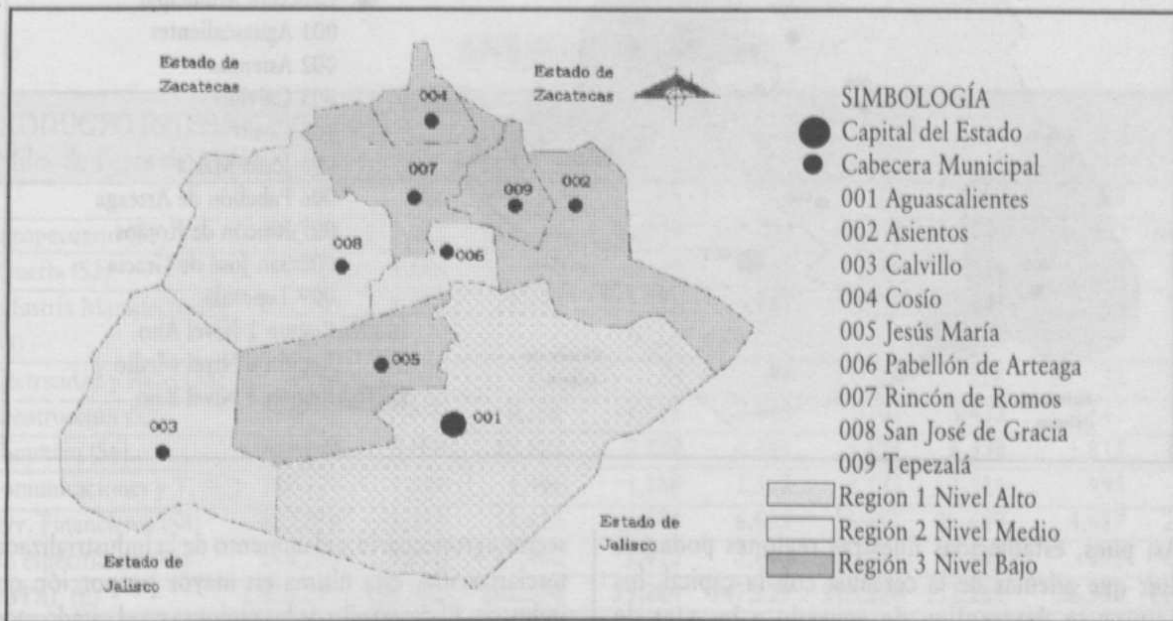 Estado de
Zacatecas
Estado de
Zacatecas
004
007
009
002
008
006
005
003
001
Estado de
Jalisco
Estado de
Jalisco
SIMBOLOGÍA
Capital del Estado
Cabecera Municipal
001 Aguascalientes
002 Asientos
003 Calvillo
004 Cosío
005 Jesús María
006 Pabellón de Arteaga
007 Rincón de Romos
008 San José de Gracia
009 Tepezalá
Region 1 Nivel Alto
Región 2 Nivel Medio
Región 3 Nivel Bajo